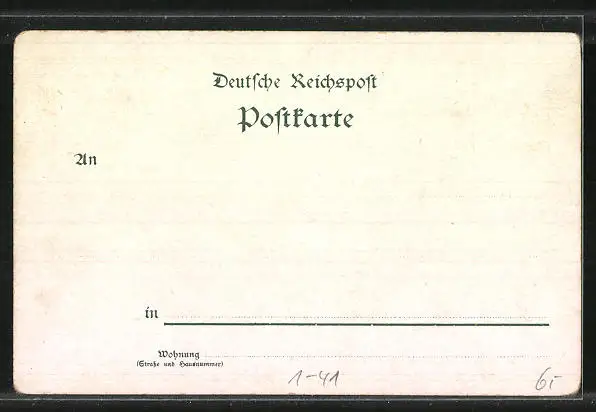 Deutsche Reichspost
Postkarte
An
in
Wohnung
(Straße und Hausnummer)
1-41
6,-